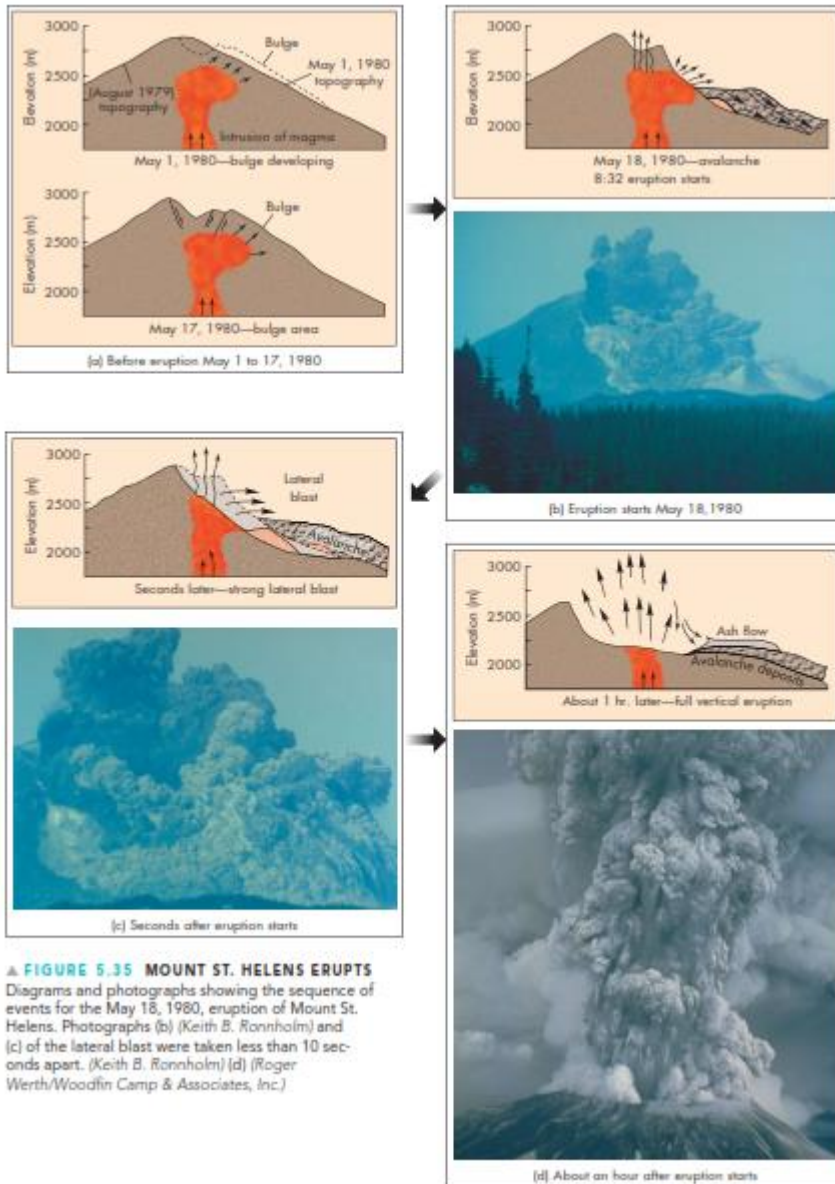 3000
2500
2000
Elevation (m)
Bulge
May 1, 1980
topography
(August 1979)
topography
Intrusion of magma
May 1, 1980—bulge developing
3000
2500
2000
Elevation (m)
Bulge
May 17, 1980—bulge area
(a) Before eruption May 1 to 17, 1980
3000
2500
2000
Elevation (m)
May 18, 1980—avalanche
8:32 eruption starts
(b) Eruption starts May 18,1980
3000
2500
2000
Elevation (m)
Lateral
blast
Avalanche
Seconds later—strong lateral blast
(c) Seconds after eruption starts
3000
2500
2000
Elevation (m)
Ash flow
Avalanche deposits
About 1 hr. later—full vertical eruption
(d) About an hour after eruption starts
▲ FIGURE 5.35 MOUNT ST. HELENS ERUPTS
Diagrams and photographs showing the sequence of
events for the May 18, 1980, eruption of Mount St.
Helens. Photographs (b) (Keith B. Ronnholm) and
(c) of the lateral blast were taken less than 10 sec-
onds apart. (Keith B. Ronnholm) (d) (Roger
Werth/Woodfin Camp & Associates, Inc.)